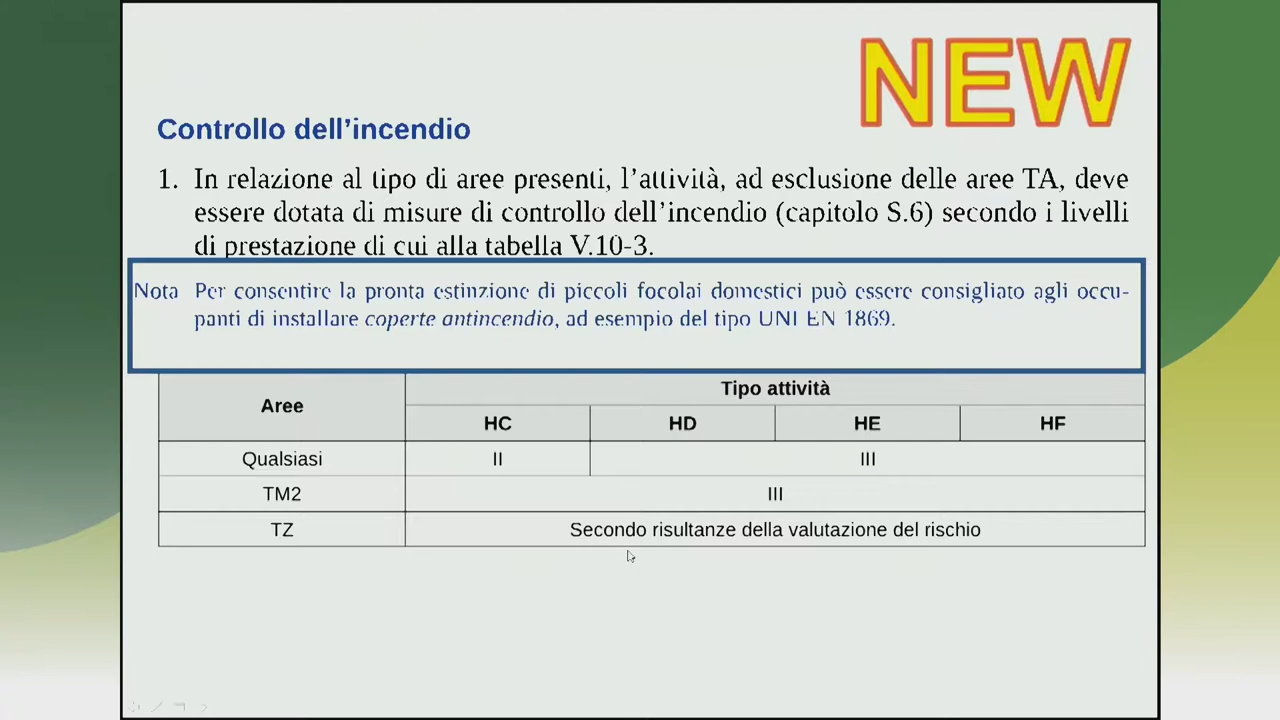 NEW
Controllo dell’incendio
1. In relazione al tipo di aree presenti, l’attività, ad esclusione delle aree TA, deve
essere dotata di misure di controllo dell’incendio (capitolo S.6) secondo i livelli
di prestazione di cui alla tabella V.10-3.
Nota Per consentire la pronta estinzione di piccoli focolai domestici può essere consigliato agli occu-
panti di installare coperte antincendio, ad esempio del tipo UNI EN 1869.
Aree Tipo attività
HC HD HE HF
Qualsiasi II III
TM2 III
TZ Secondo risultanze della valutazione del rischio